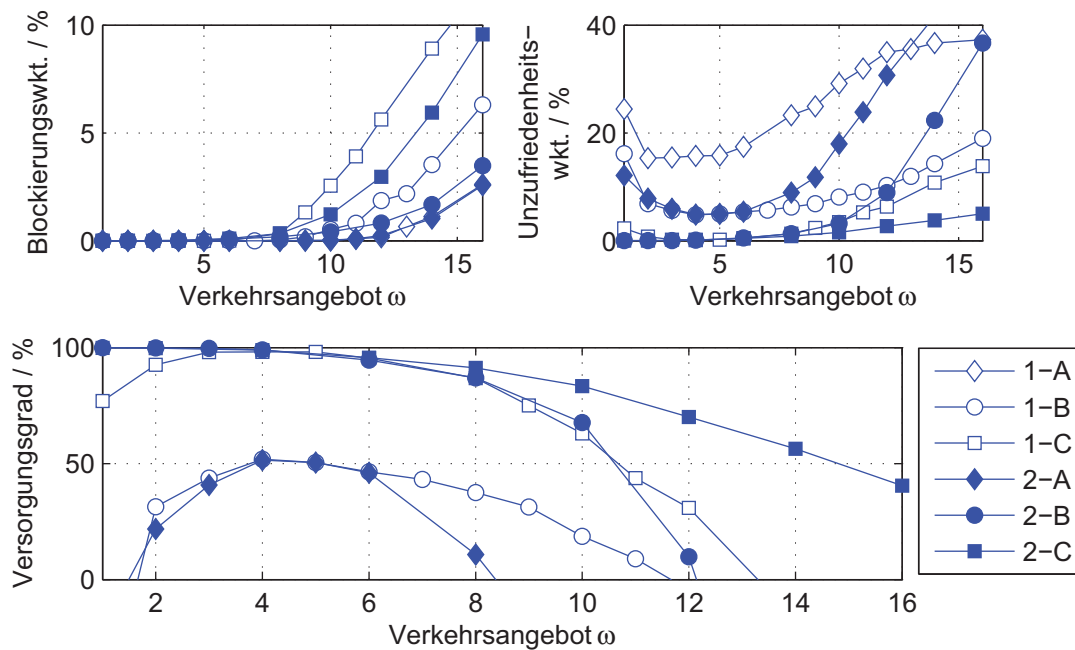 Blockierungswkt. / %
10
5
0
5
10
15
Verkehrsangebot ω
Unzufriedenheits−
wkt. / %
40
20
0
5
10
15
Verkehrsangebot ω
Versorgungsgrad / %
100
50
0
2
4
6
8
10
12
14
16
Verkehrsangebot ω
1−A
1−B
1−C
2−A
2−B
2−C